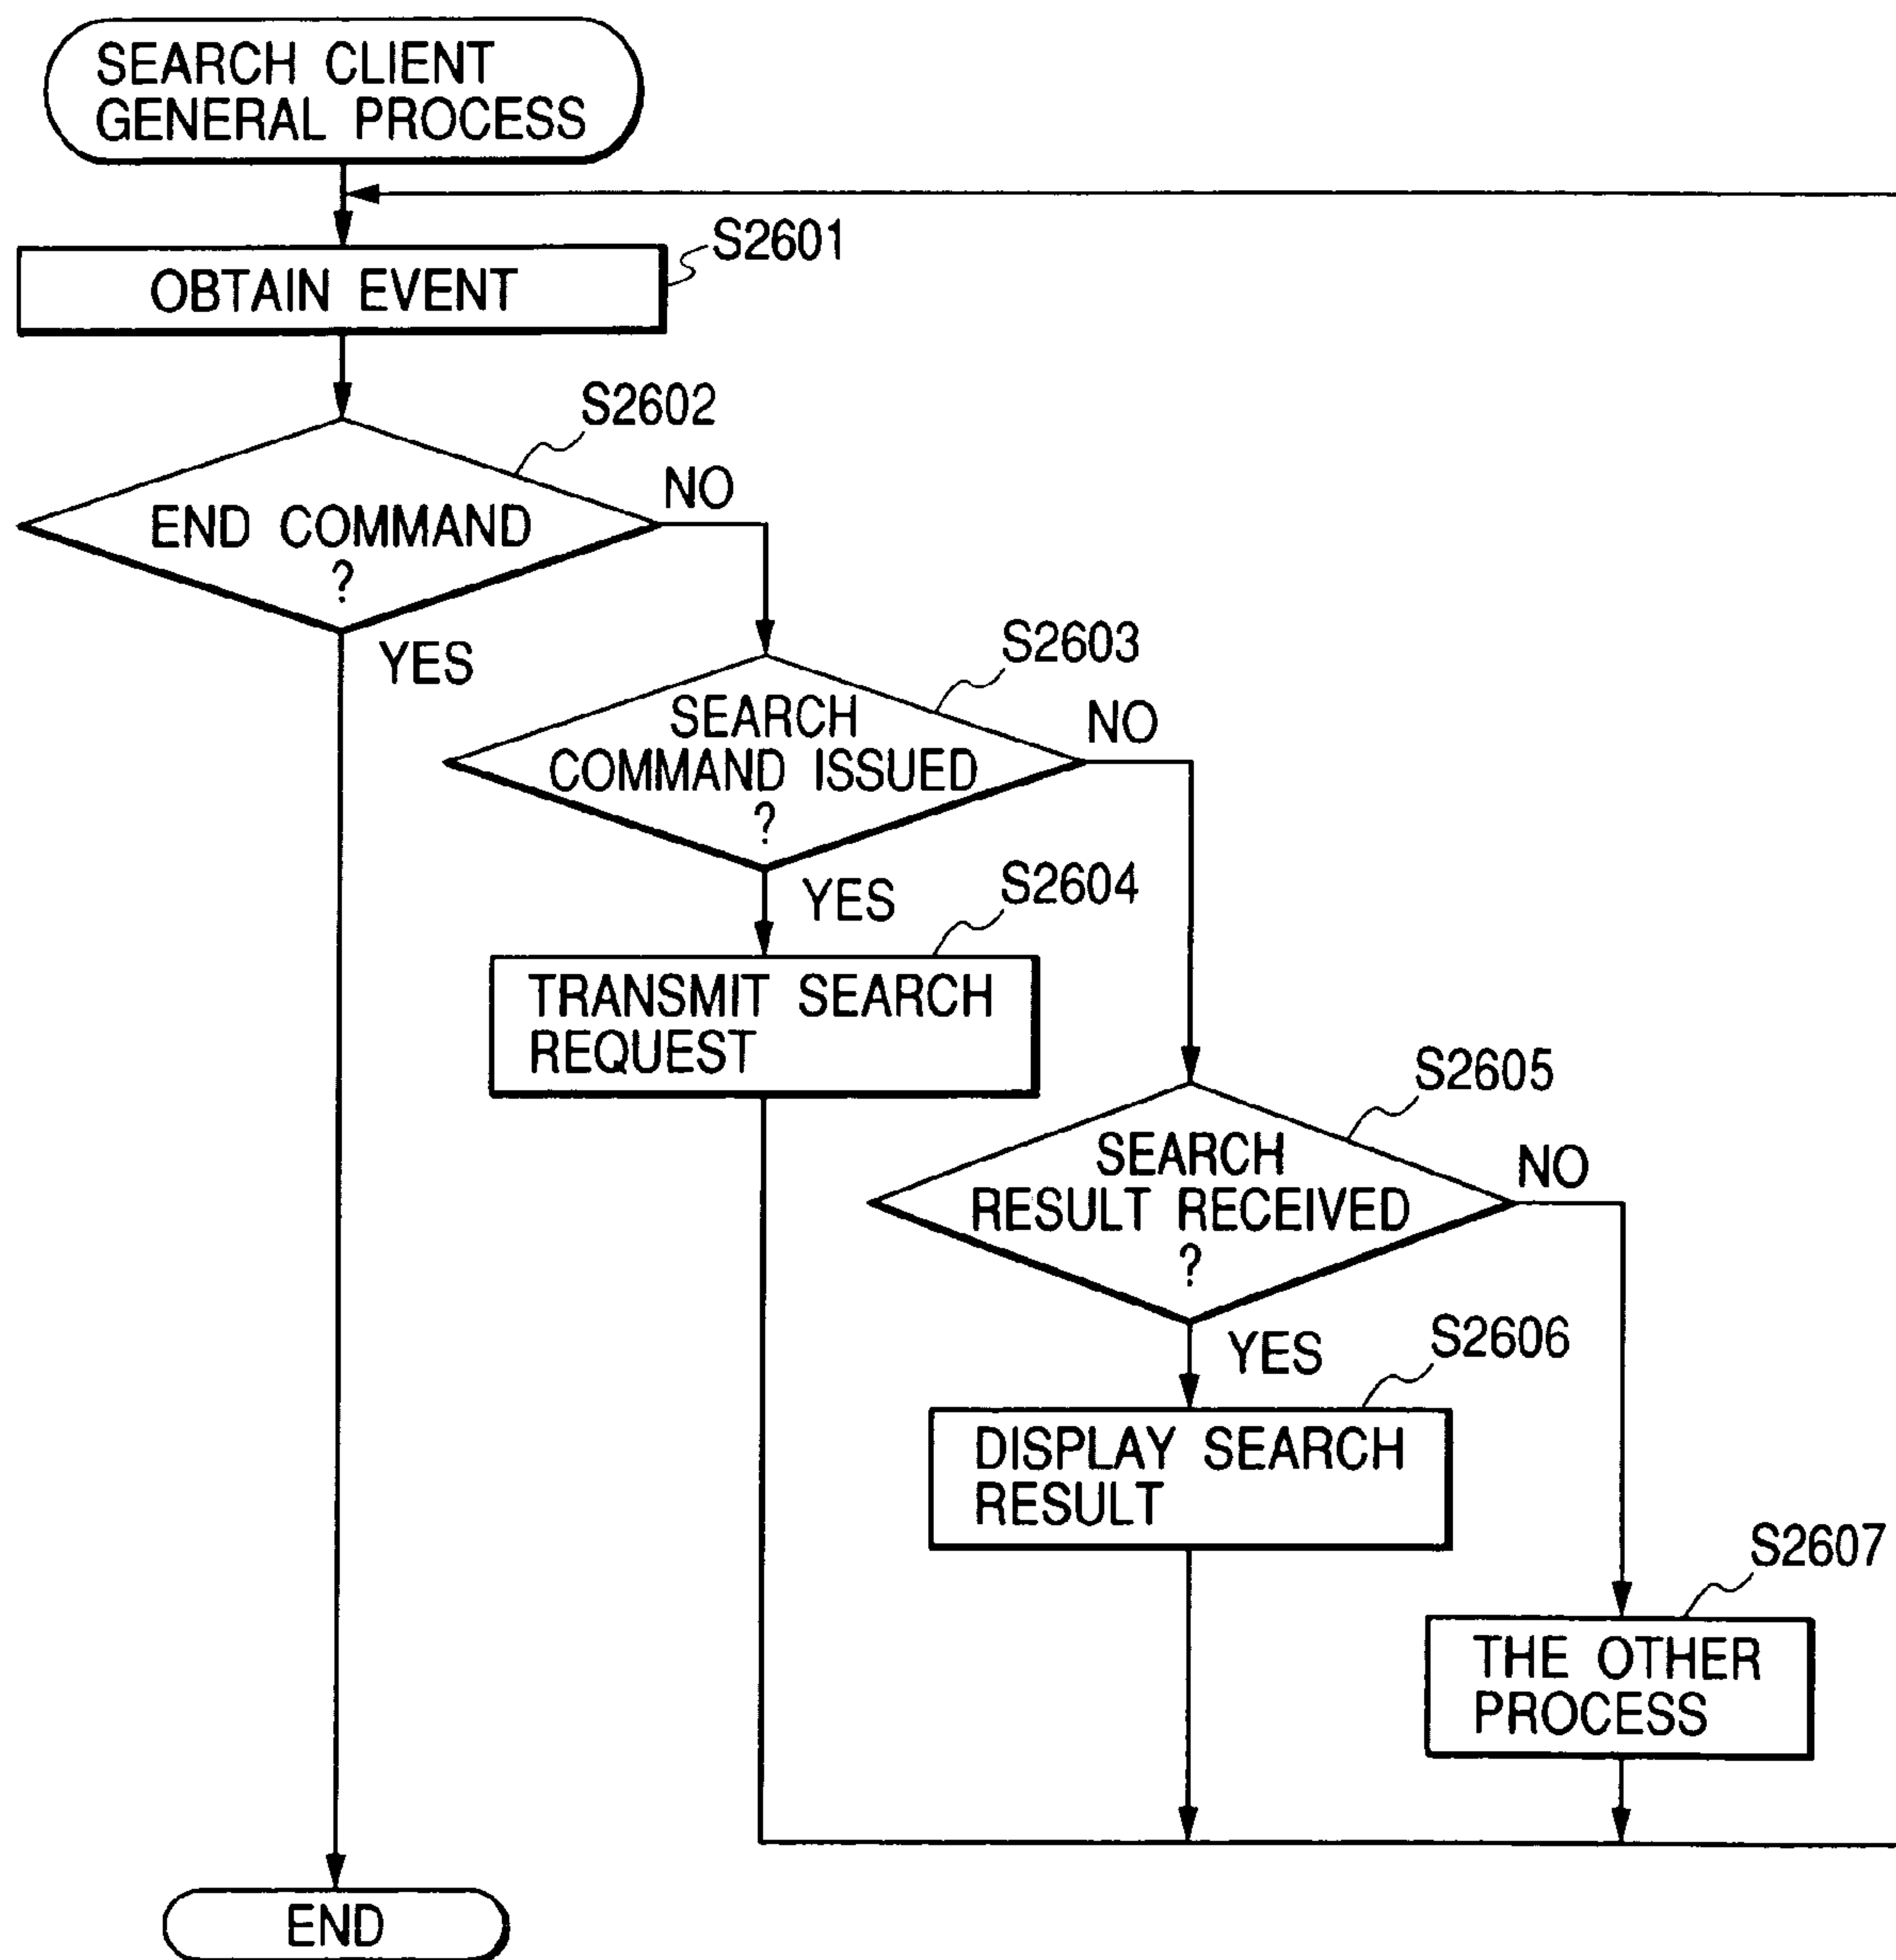 SEARCH CLIENT
GENERAL PROCESS
S2601
OBTAIN EVENT
S2602
NO
END COMMAND
?
YES
S2603
NO
SEARCH
COMMAND ISSUED
?
YES
S2604
TRANSMIT SEARCH
REQUEST
S2605
NO
SEARCH
RESULT RECEIVED
?
YES
S2606
DISPLAY SEARCH
RESULT
S2607
THE OTHER
PROCESS
END